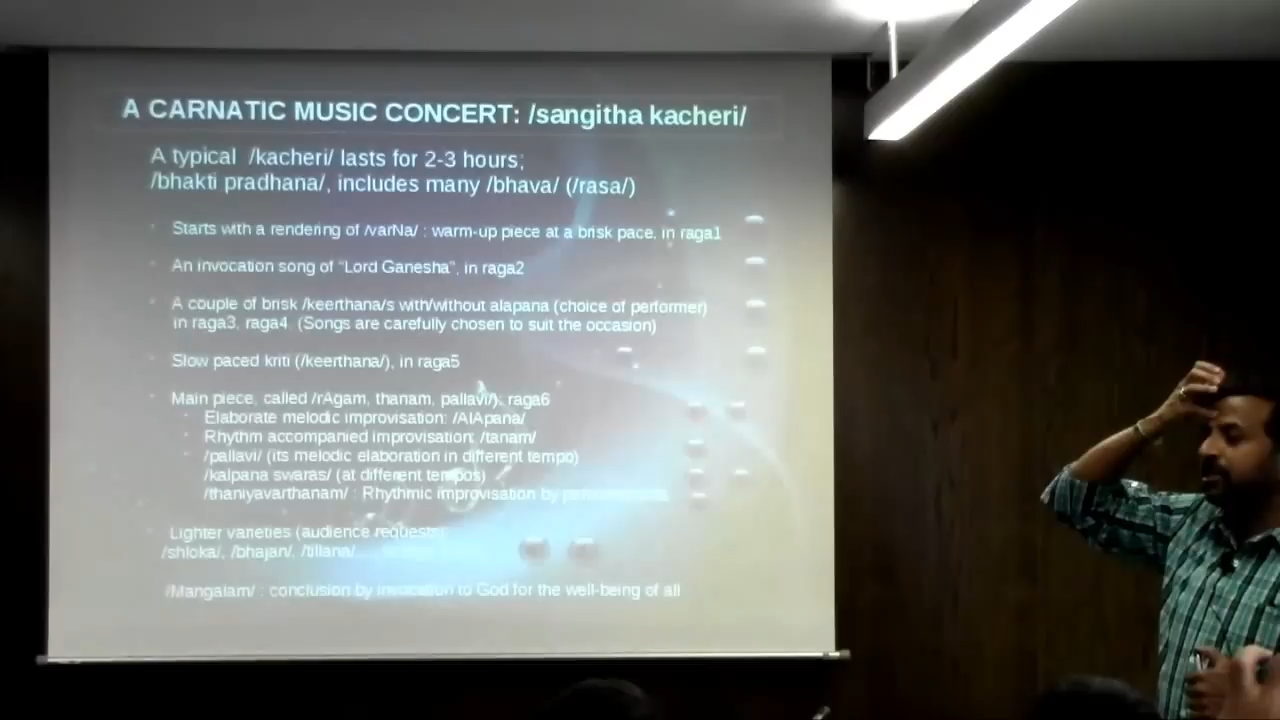 A CARNATIC MUSIC CONCERT: /sangitha kacheri/
A typical /kacheri/ lasts for 2-3 hours;
/bhakti pradhana/, includes many /bhava/ (/rasa/)
Starts with a rendering of /varNa/ : warm-up piece at a brisk pace, in raga1
An invocation song of "Lord Ganesha", in raga2
A couple of brisk /keerthana/s with/without alapana (choice of performer)
in raga3, raga4 (Songs are carefully chosen to suit the occasion)
Slow paced kriti (/keerthana/), in raga5
Main piece, called /rAgam, thanam, pallavi/); raga6
Elaborate melodic improvisation: /AlApana/
Rhythm accompanied improvisation: /tanam/
/pallavi/ (its melodic elaboration in different tempo)
/kalpana swaras/ (at different tempos)
/thaniyavarthanam/ : Rhythmic improvisation by
Lighter varieties (audience requests)
/shloka/, /bhajan/, /tillana/
/Mangalam/ : conclusion by invocation to God for the well-being of all